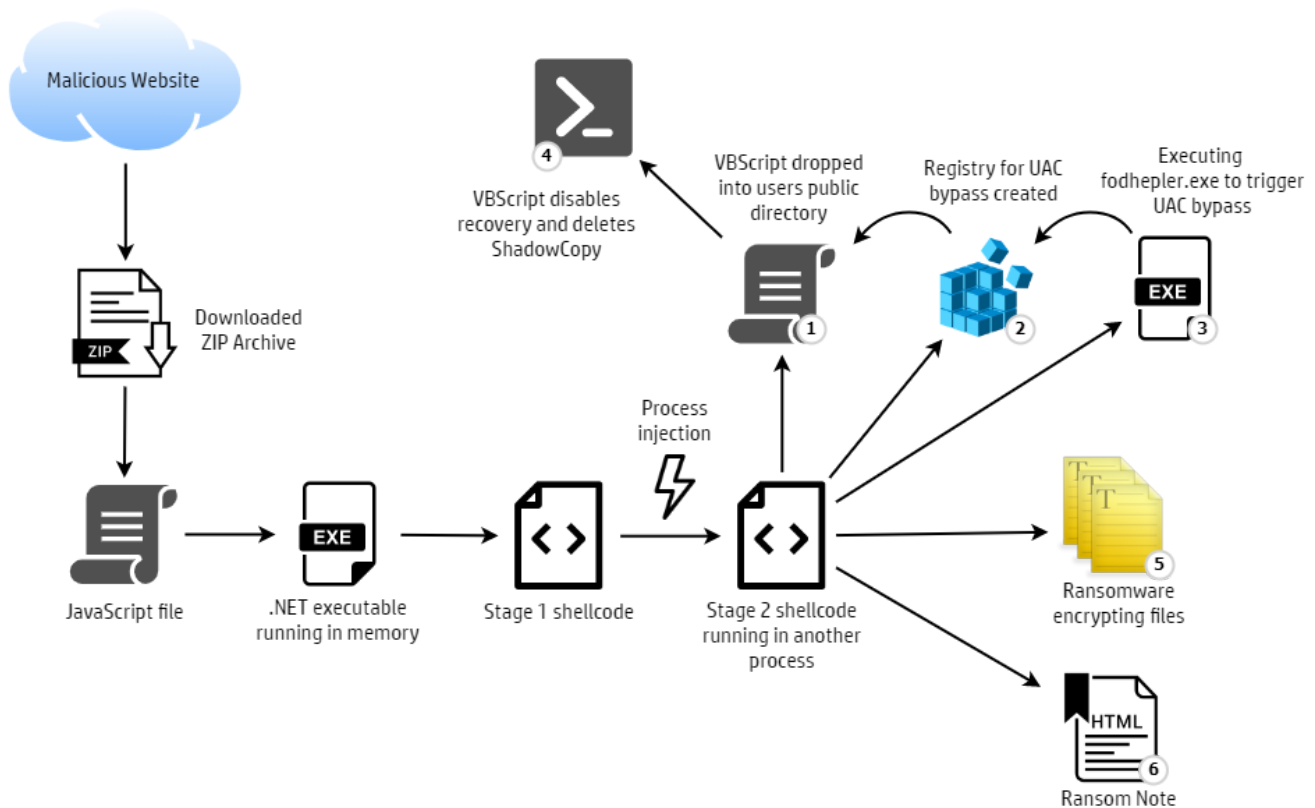 Malicious Website
Downloaded
ZIP Archive
ZIP
JavaScript file
EXE
.NET executable
running in memory
Stage 1 shellcode
Process
injection
Stage 2 shellcode
running in another
process
4
VBScript disables
recovery and deletes
ShadowCopy
VBScript dropped
into users public
directory
1
Registry for UAC
bypass created
2
Executing
fodhepler.exe to trigger
UAC bypass
EXE
3
T
T
T
5
Ransomware
encrypting files
HTML
6
Ransom Note